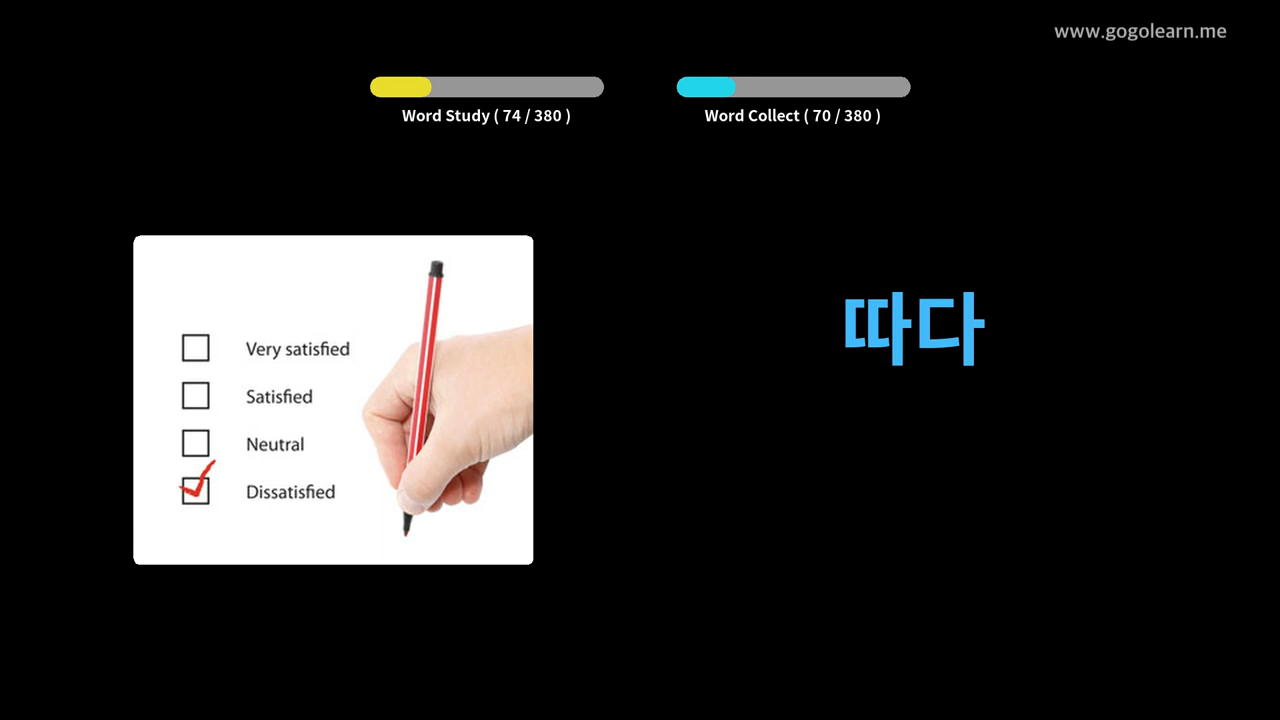 www.gogolearn.me
Word Study ( 74 / 380 )
Word Collect ( 70 / 380 )
Very satisfied
Satisfied
Neutral
Dissatisfied
따다